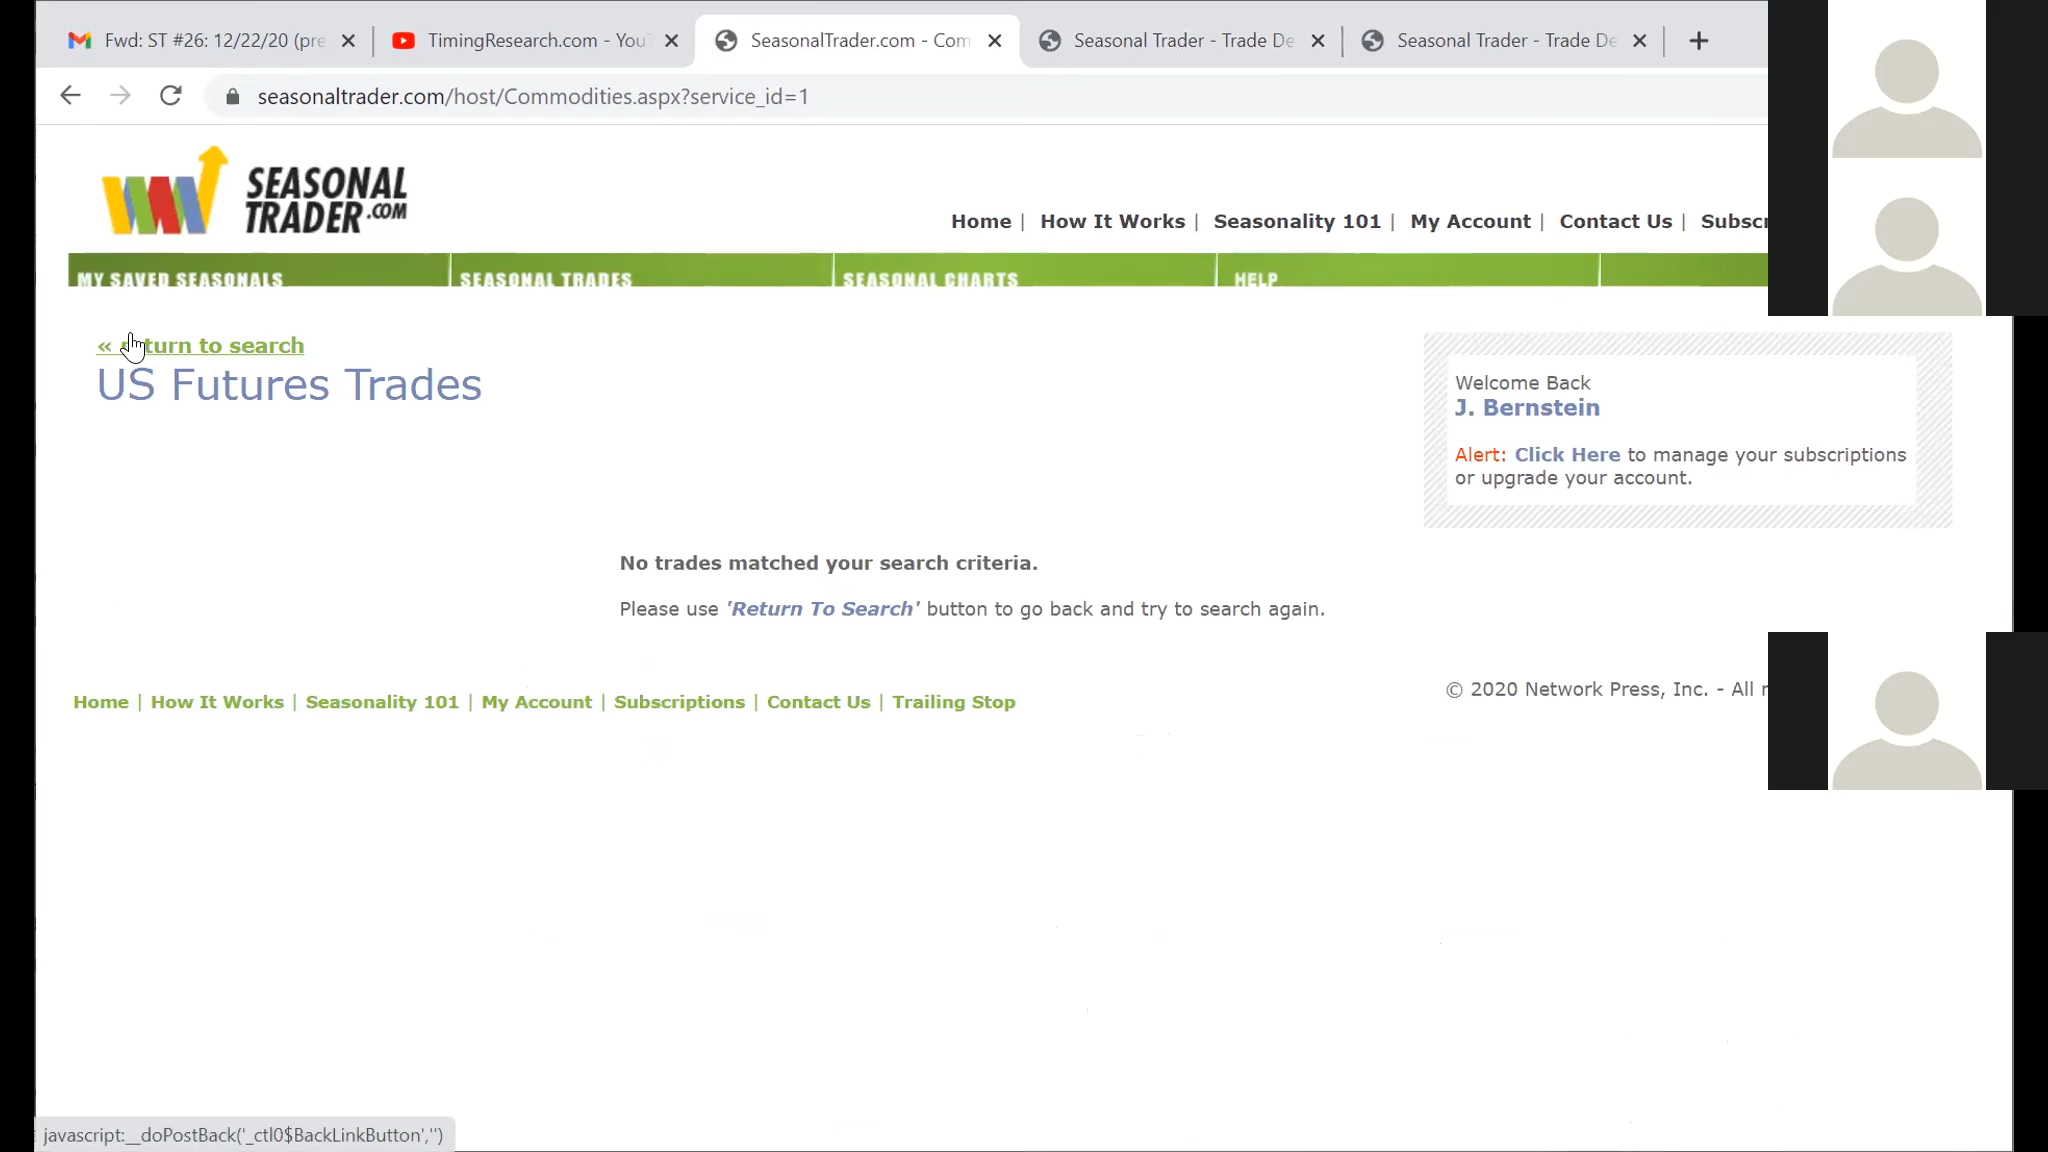 Fwd: ST #26: 12/22/20 (pre
TimingResearch.com - You
SeasonalTrader.com - Com
Seasonal Trader - Trade De
Seasonal Trader - Trade De
seasonaltrader.com/host/Commodities.aspx?service_id=1
SEASONAL
TRADER.COM
Home | How It Works | Seasonality 101 | My Account | Contact Us | Subscr
MY SAVED SEASONALS SEASONAL TRADES SEASONAL CHARTS HELP
« return to search
US Futures Trades
Welcome Back
J. Bernstein
Alert: Click Here to manage your subscriptions
or upgrade your account.
No trades matched your search criteria.
Please use 'Return To Search' button to go back and try to search again.
© 2020 Network Press, Inc. - All r
Home | How It Works | Seasonality 101 | My Account | Subscriptions | Contact Us | Trailing Stop
javascript:__doPostBack('_ctl0$BackLinkButton','')